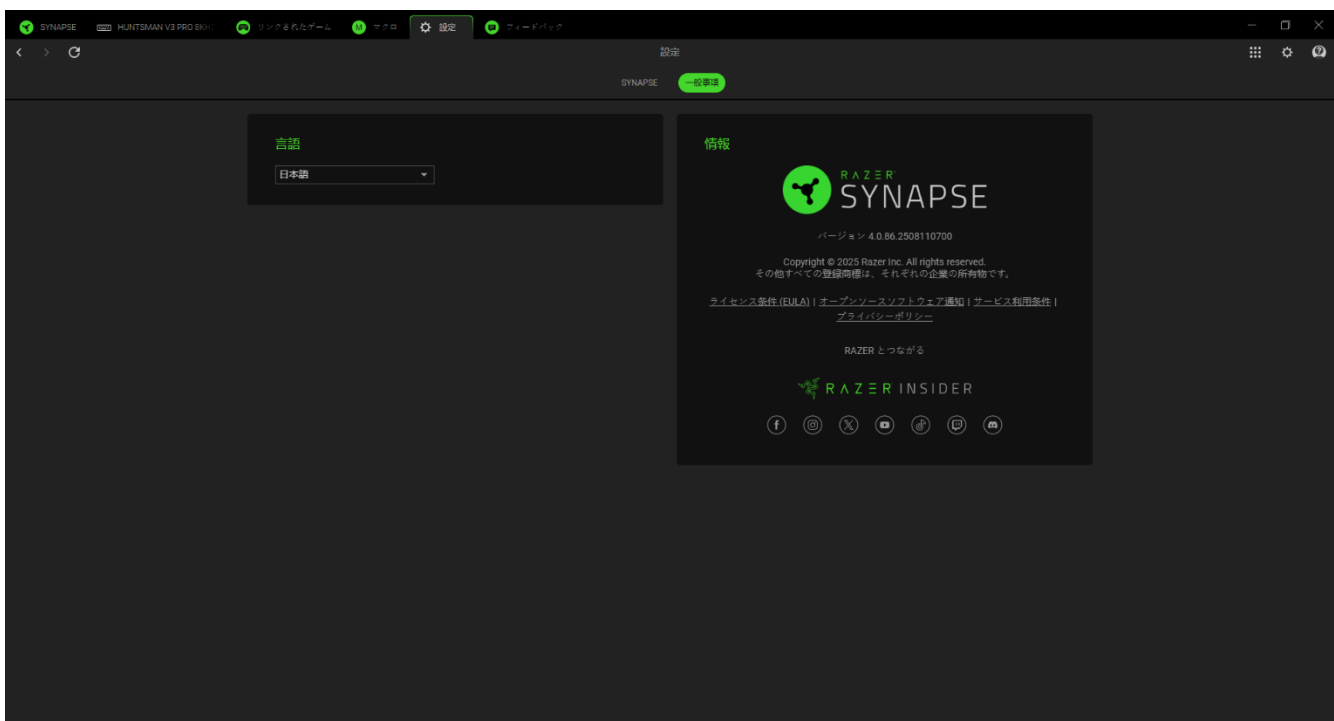 SYNAPSE
HUNTSMAN V3 PRO 8KH
リンクされたゲーム
M マクロ
設定
フィードバック
設定
SYNAPSE
一般事項
言語
日本語
情報
RAZER
SYNAPSE
バージョン 4.0.86.2508110700
Copyright © 2025 Razer Inc. All rights reserved.
その他すべての登録商標は、それぞれの企業の所有物です。
ライセンス条件 (EULA) | オープンソースソフトウェア通知 | サービス利用条件 |
プライバシーポリシー
RAZER とつながる
RAZER INSIDER